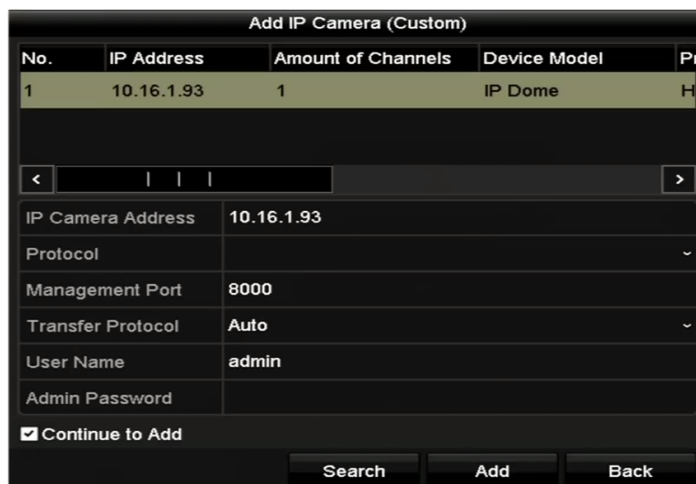 Add IP Camera (Custom)
No. IP Address Amount of Channels Device Model Pr
1 10.16.1.93 1 IP Dome H
IP Camera Address 10.16.1.93
Protocol
Management Port 8000
Transfer Protocol Auto
User Name admin
Admin Password
Continue to Add
Search Add Back